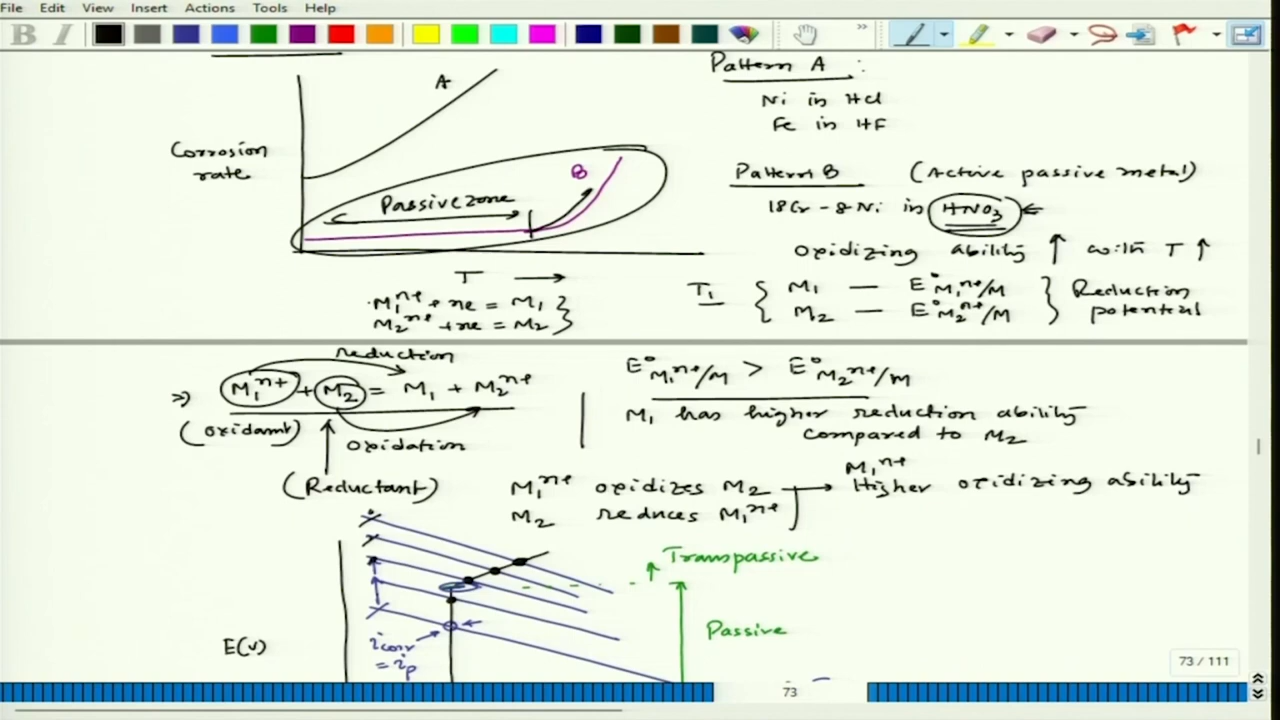 File Edit View Insert Actions Tools Help
B I
A
Corrosion
rate
Passive zone
B
T →
M₁ⁿ⁺ + ne = M₁
M₂ⁿ⁺ + ne = M₂
Pattern A :
Ni in HCl
Fe in HF
Pattern B (Active passive metal)
18Cr - 8Ni in HNO₃ ←
Oxidizing ability ↑ with T ↑
T₁ { M₁ — E°M₁ⁿ⁺/M } Reduction
M₂ — E°M₂ⁿ⁺/M potential
reduction
⇒ M₁ⁿ⁺ + M₂ = M₁ + M₂ⁿ⁺
(Oxidant)
oxidation
(Reductant)
E°M₁ⁿ⁺/M > E°M₂ⁿ⁺/M
M₁ has higher reduction ability
compared to M₂
M₁ⁿ⁺
M₁ⁿ⁺ oxidizes M₂ → Higher oxidizing ability
M₂ reduces M₁ⁿ⁺
Transpassive
Passive
E(V)
icorr
= ip
73 / 111
73